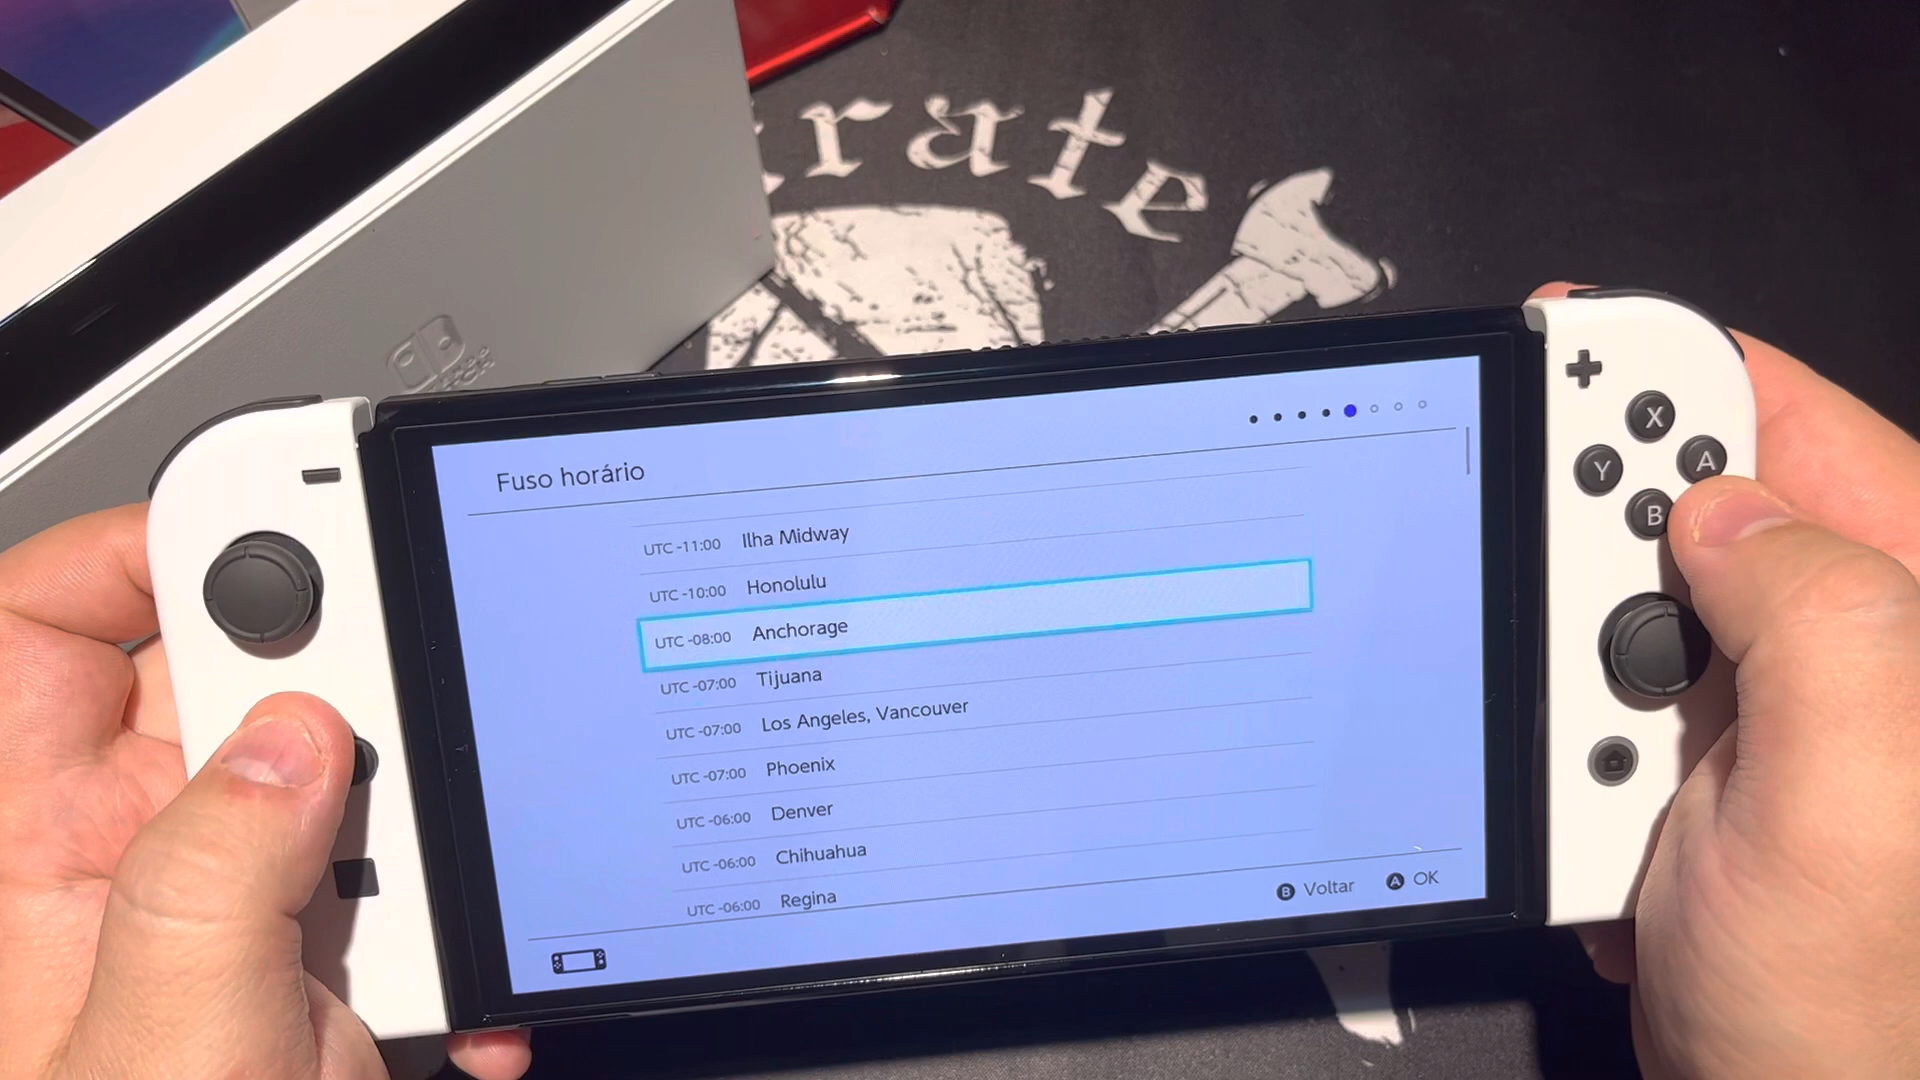 rate
Fuso horário
UTC -11:00 Ilha Midway
UTC -10:00 Honolulu
UTC -08:00 Anchorage
UTC -07:00 Tijuana
UTC -07:00 Los Angeles, Vancouver
UTC -07:00 Phoenix
UTC -06:00 Denver
UTC -06:00 Chihuahua
UTC -06:00 Regina
B Voltar A OK
X
Y A
B